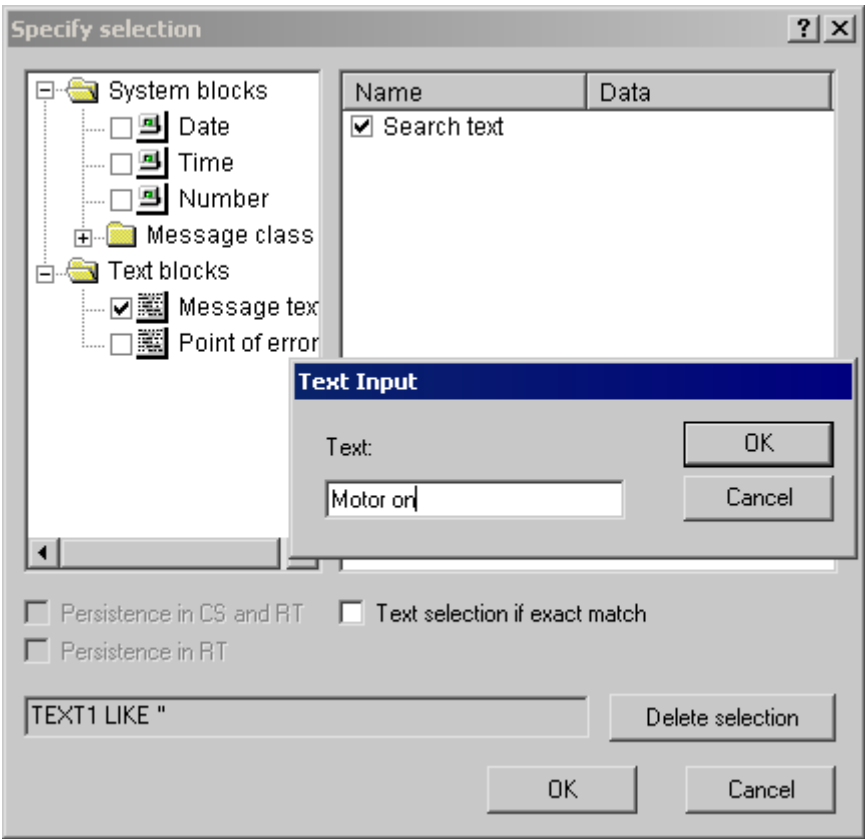 Specify selection
System blocks
Date
Time
Number
Message class
Text blocks
Message tex
Point of error
Name Data
Search text
Text Input
Text:
Motor on
OK
Cancel
Persistence in CS and RT
Text selection if exact match
Persistence in RT
TEXT1 LIKE "
Delete selection
OK Cancel